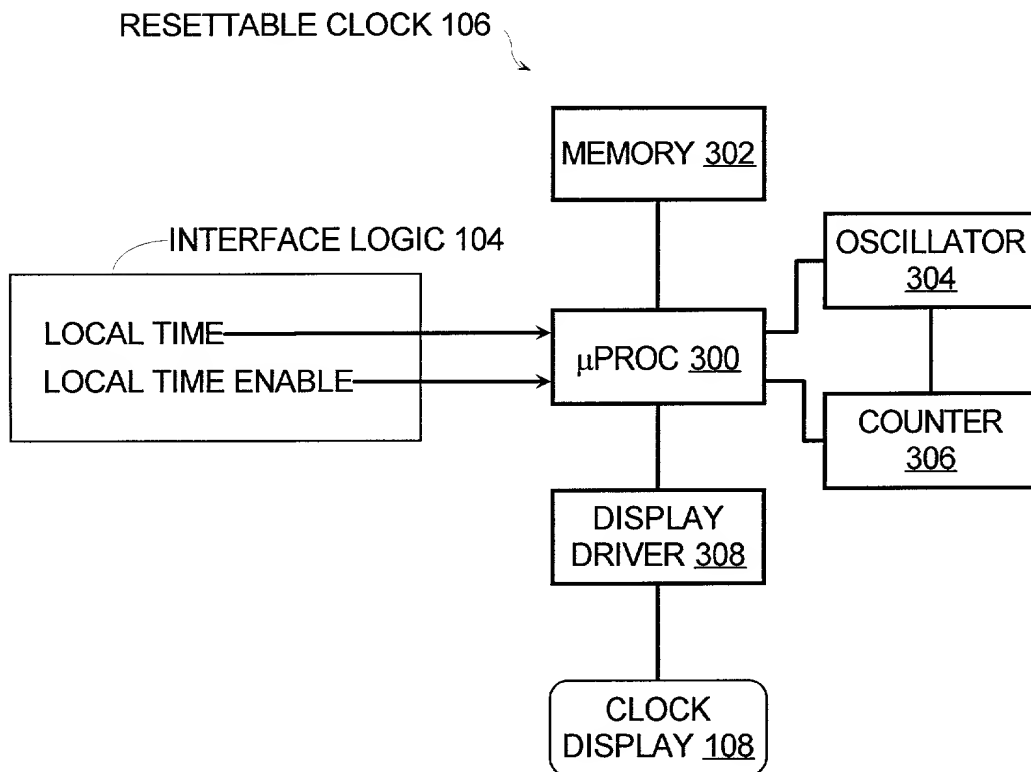 RESETTABLE CLOCK 106
MEMORY 302
INTERFACE LOGIC 104
OSCILLATOR
304
LOCAL TIME
LOCAL TIME ENABLE
μPROC 300
COUNTER
306
DISPLAY
DRIVER 308
CLOCK
DISPLAY 108